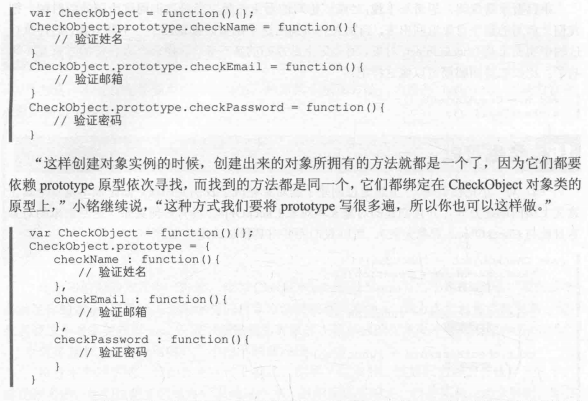 var CheckObject = function(){};
CheckObject.prototype.checkName = function(){
    // 验证姓名
}
CheckObject.prototype.checkEmail = function(){
    // 验证邮箱
}
CheckObject.prototype.checkPassword = function(){
    // 验证密码
}
“这样创建对象实例的时候，创建出来的对象所拥有的方法就都是一个了，因为它们都要
依赖 prototype 原型依次寻找，而找到的方法都是同一个，它们都绑定在 CheckObject 对象类的
原型上，” 小铭继续说，“这种方式我们要将 prototype 写很多遍，所以你也可以这样做。”
var CheckObject = function(){};
CheckObject.prototype = {
    checkName : function(){
        // 验证姓名
    },
    checkEmail : function(){
        // 验证邮箱
    },
    checkPassword : function(){
        // 验证密码
    }
}